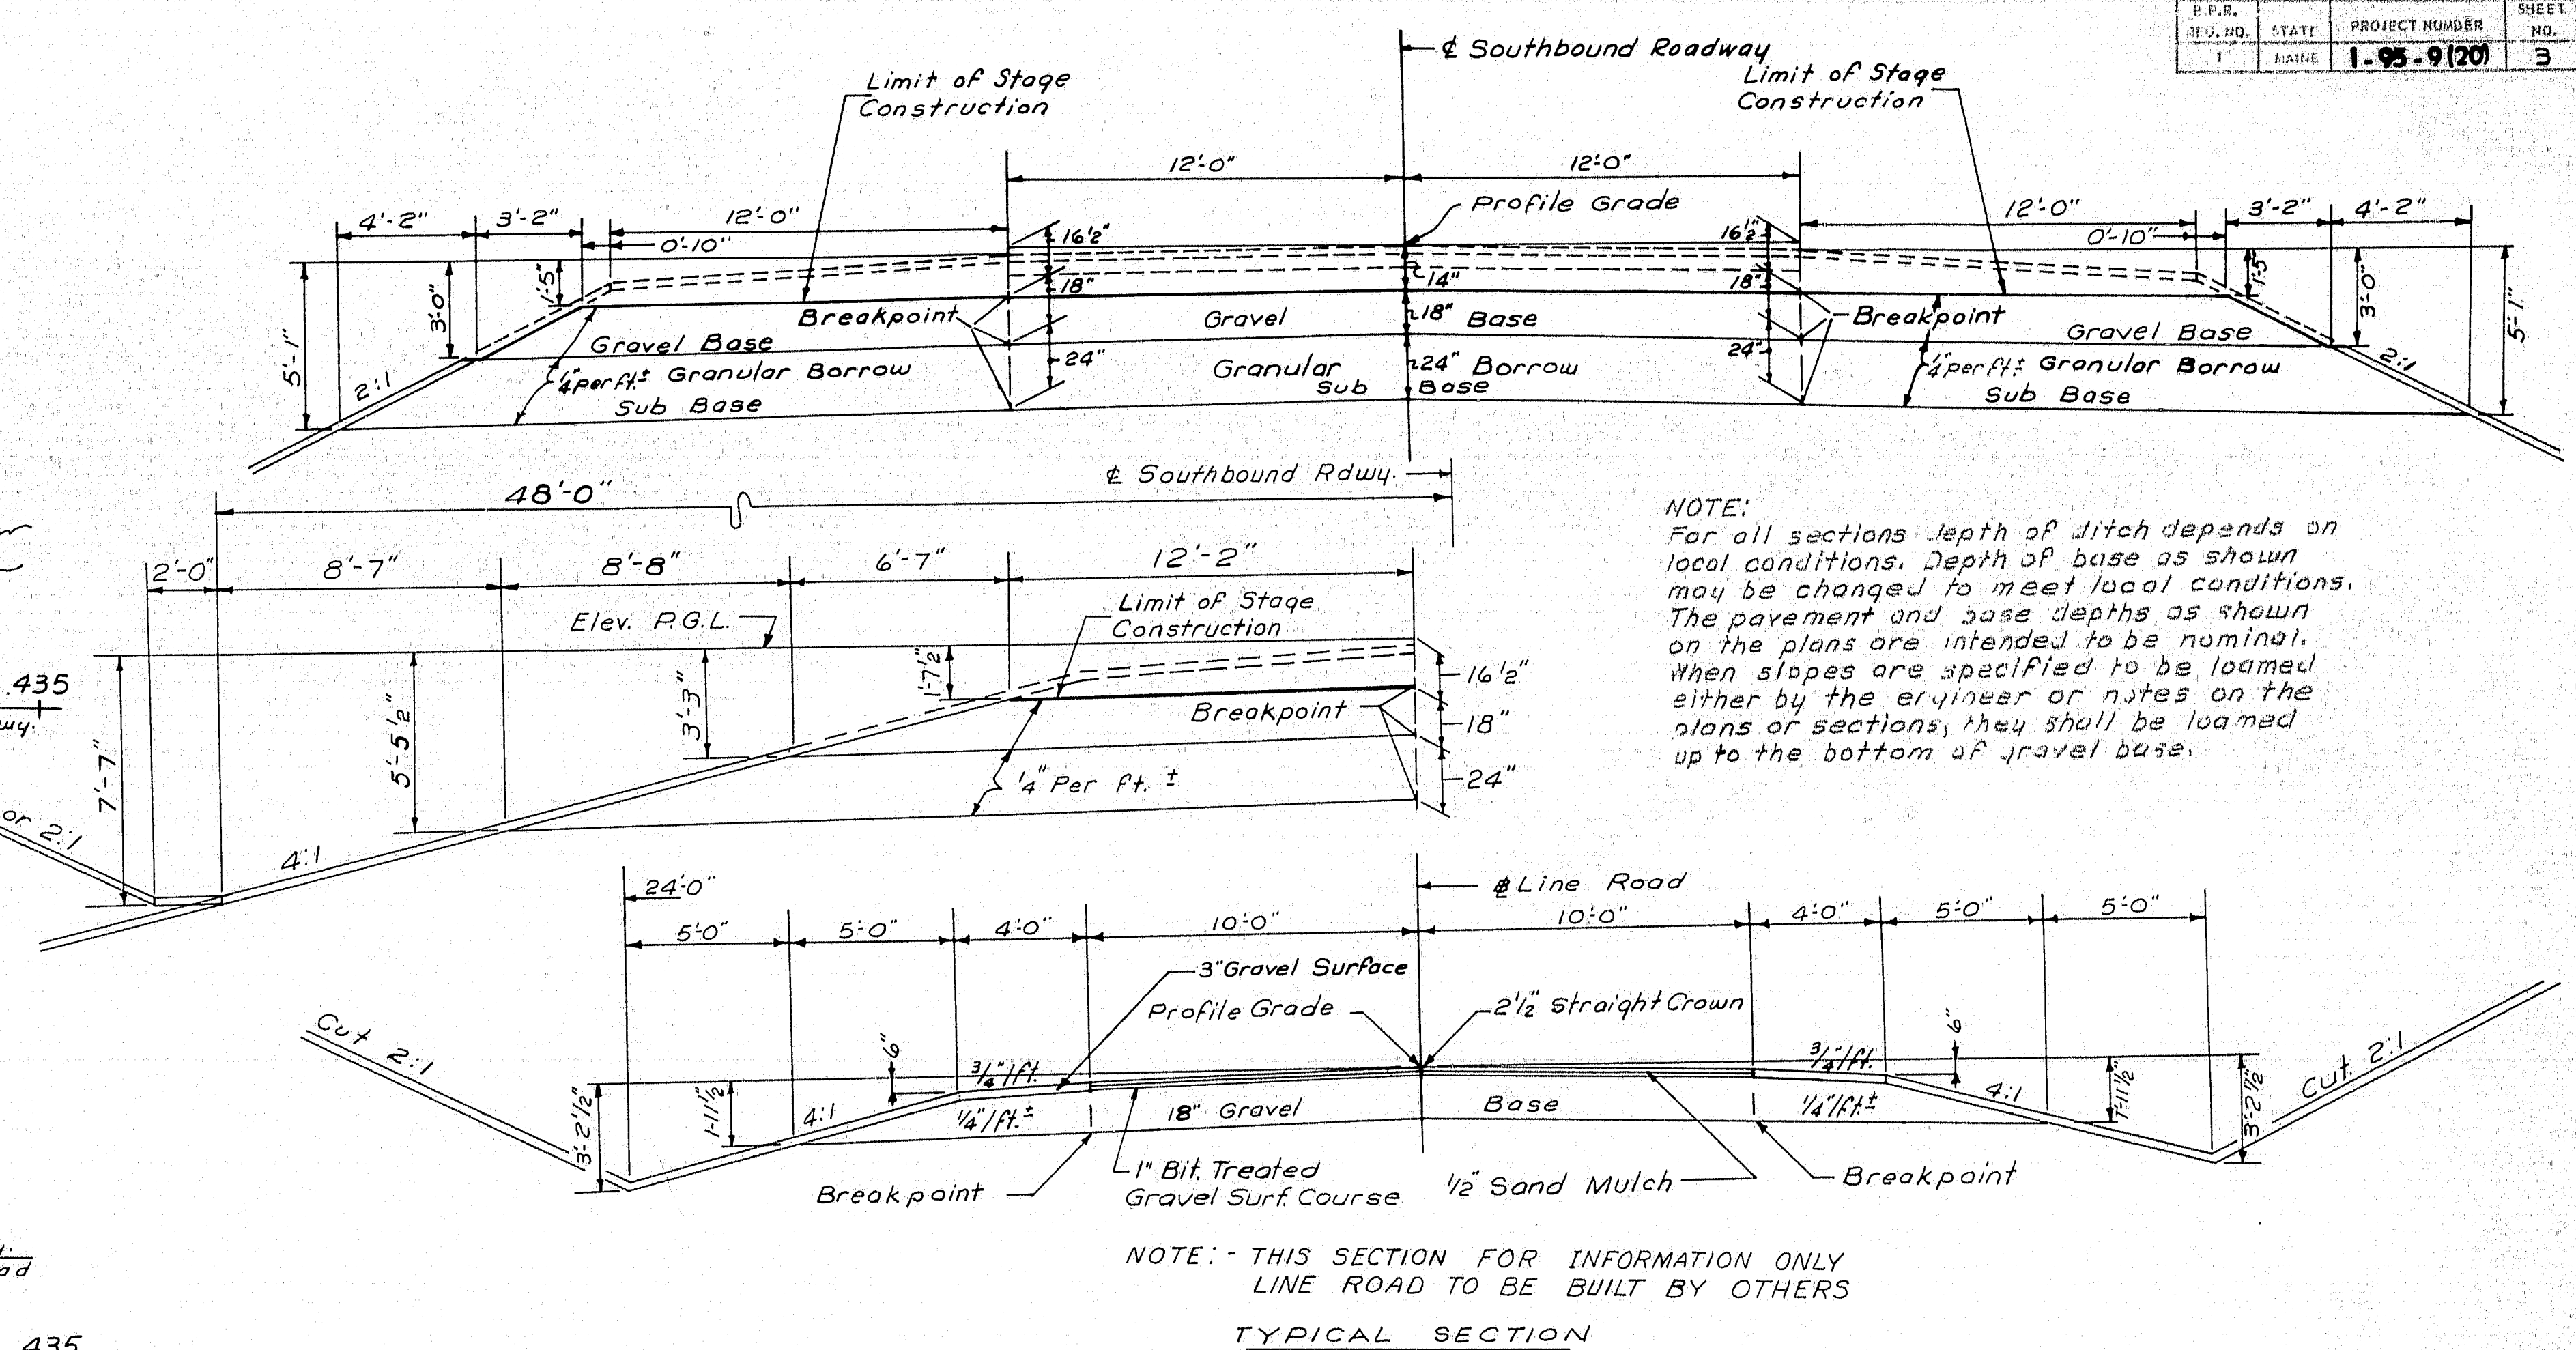 B.P.R.
REG. NO.
STATE
PROJECT NUMBER
SHEET
NO.
1
MAINE
I-95-9(20)
3
℄ Southbound Roadway
Limit of Stage
Construction
Limit of Stage
Construction
12'-0"
12'-0"
Profile Grade
4'-2"
3'-2"
12'-0"
0'-10"
12'-0"
3'-2"
4'-2"
0'-10"
16½"
16½"
18"
14"
18"
5'-1"
3'-0"
1'-5"
1'-5"
3'-0"
5'-1"
Breakpoint
Gravel
18"
Base
Breakpoint
Gravel Base
Gravel Base
24"
24"
2:1
¼" per ft.± Granular Borrow
Sub Base
Granular
24" Borrow
Sub Base
¼" per ft.± Granular Borrow
Sub Base
2:1
℄ Southbound Rdwy.
48'-0"
2'-0"
8'-7"
8'-8"
6'-7"
12'-2"
Elev. P.G.L.
Limit of Stage
Construction
1'-7½"
3'-3"
5'-5½"
7'-7"
16½"
Breakpoint
18"
24"
¼" Per ft. ±
4:1
or 2:1
.435
wy.
NOTE:
For all sections depth of ditch depends on
local conditions. Depth of base as shown
may be changed to meet local conditions.
The pavement and base depths as shown
on the plans are intended to be nominal.
When slopes are specified to be loamed
either by the engineer or notes on the
plans or sections, they shall be loamed
up to the bottom of gravel base.
℄ Line Road
24'-0"
5'-0"
5'-0"
4'-0"
10'-0"
10'-0"
4'-0"
5'-0"
5'-0"
3" Gravel Surface
Profile Grade
2½" Straight Crown
Cut 2:1
6"
¾"/ft.
¾"/ft.
6"
3'-2½"
1'-11½"
4:1
¼"/ft.±
18" Gravel
Base
¼"/ft.±
4:1
1'-11½"
3'-2½"
Cut. 2:1
Breakpoint
1" Bit. Treated
Gravel Surf. Course
½" Sand Mulch
Breakpoint
NOTE:- THIS SECTION FOR INFORMATION ONLY
LINE ROAD TO BE BUILT BY OTHERS
TYPICAL SECTION
ad
435